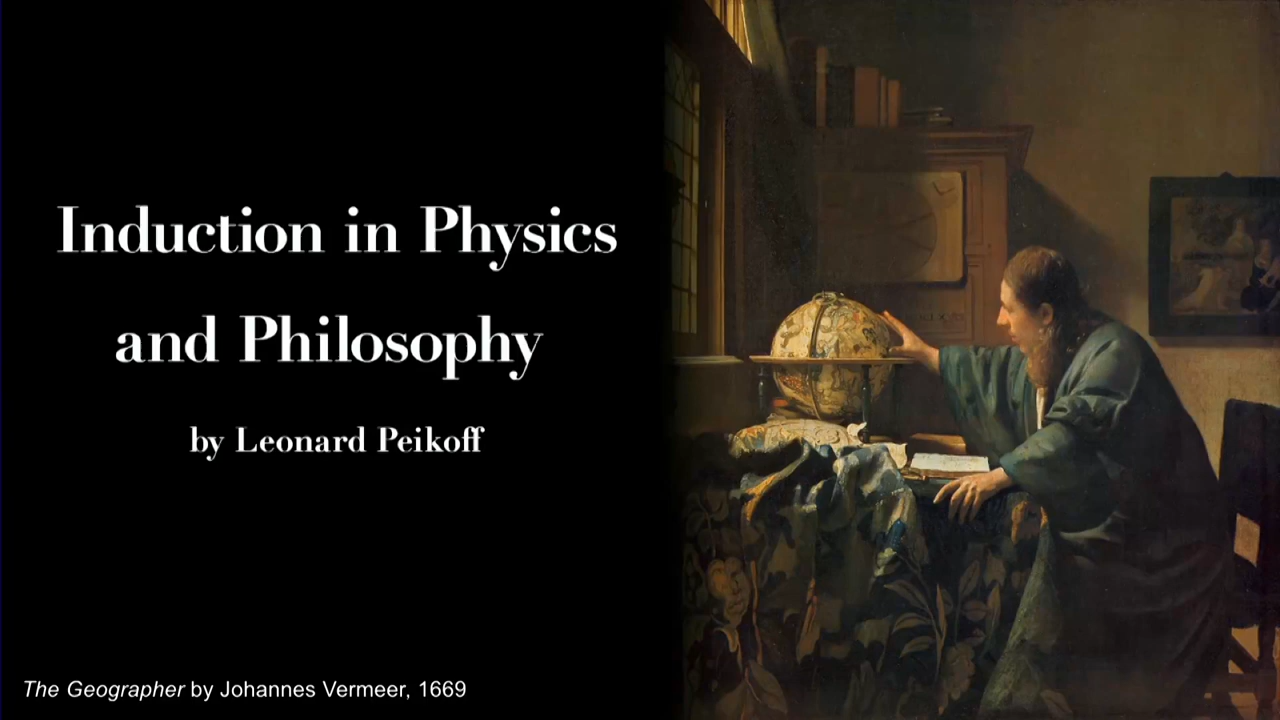 Induction in Physics
and Philosophy
by Leonard Peikoff
The Geographer by Johannes Vermeer, 1669